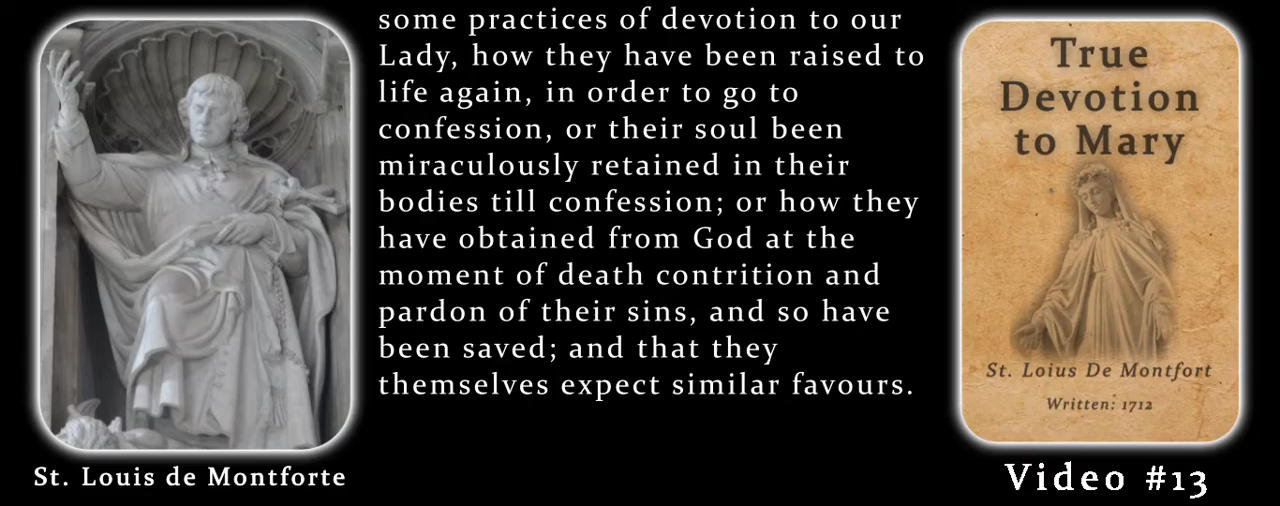 some practices of devotion to our
Lady, how they have been raised to
life again, in order to go to
confession, or their soul been
miraculously retained in their
bodies till confession; or how they
have obtained from God at the
moment of death contrition and
pardon of their sins, and so have
been saved; and that they
themselves expect similar favours.
St. Louis de Montforte
True
Devotion
to Mary
St. Loius De Montfort
Written: 1712
Video #13